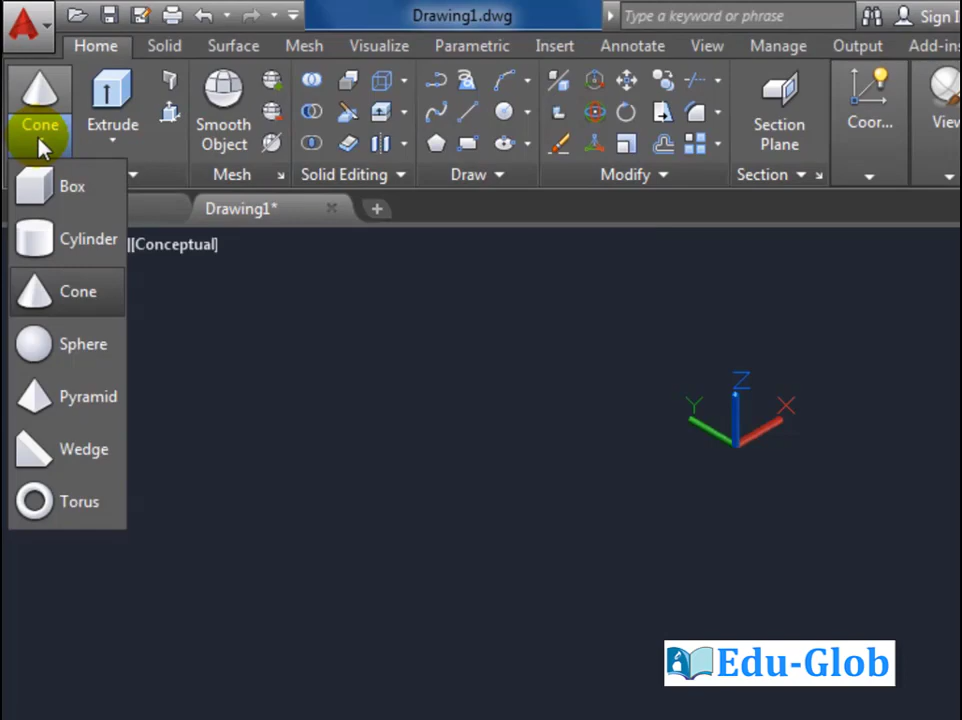 Drawing1.dwg
Type a keyword or phrase
Sign I
Home Solid Surface Mesh Visualize Parametric Insert Annotate View Manage Output Add-ins
Cone
Extrude
Smooth
Object
Section
Plane
Coor...
View
Mesh
Solid Editing
Draw
Modify
Section
Drawing1*
][Conceptual]
Box
Cylinder
Cone
Sphere
Pyramid
Wedge
Torus
Z
Y
X
Edu-Glob